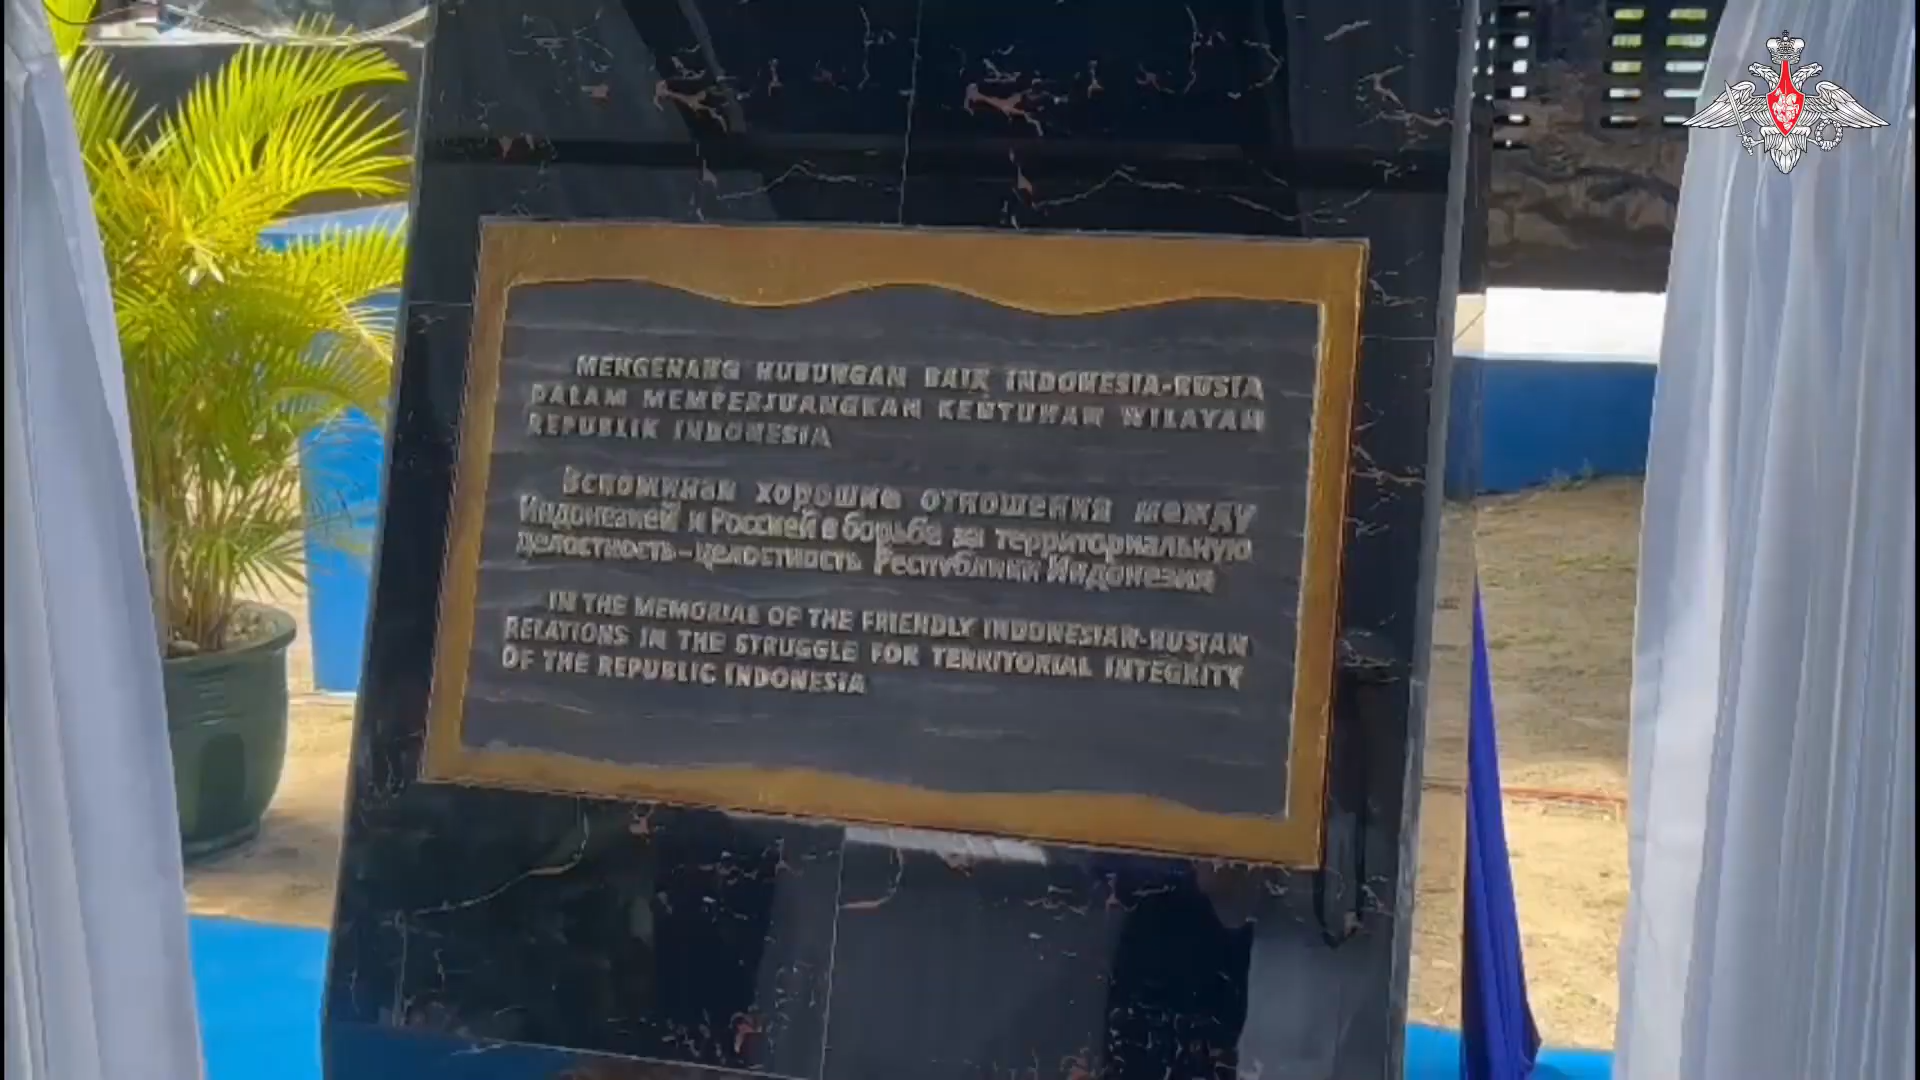 MENGENANG HUBUNGAN BAIK INDONESIA-RUSIA
DALAM MEMPERJUANGKAN KEUTUHAN WILAYAH
REPUBLIK INDONESIA
Вспоминая хорошие отношения между
Индонезией и Россией в борьбе за территориальную
целостность-целостность Республики Индонезия
IN THE MEMORIAL OF THE FRIENDLY INDONESIAN-RUSIAN
RELATIONS IN THE STRUGGLE FOR TERRITORIAL INTEGRITY
OF THE REPUBLIC INDONESIA